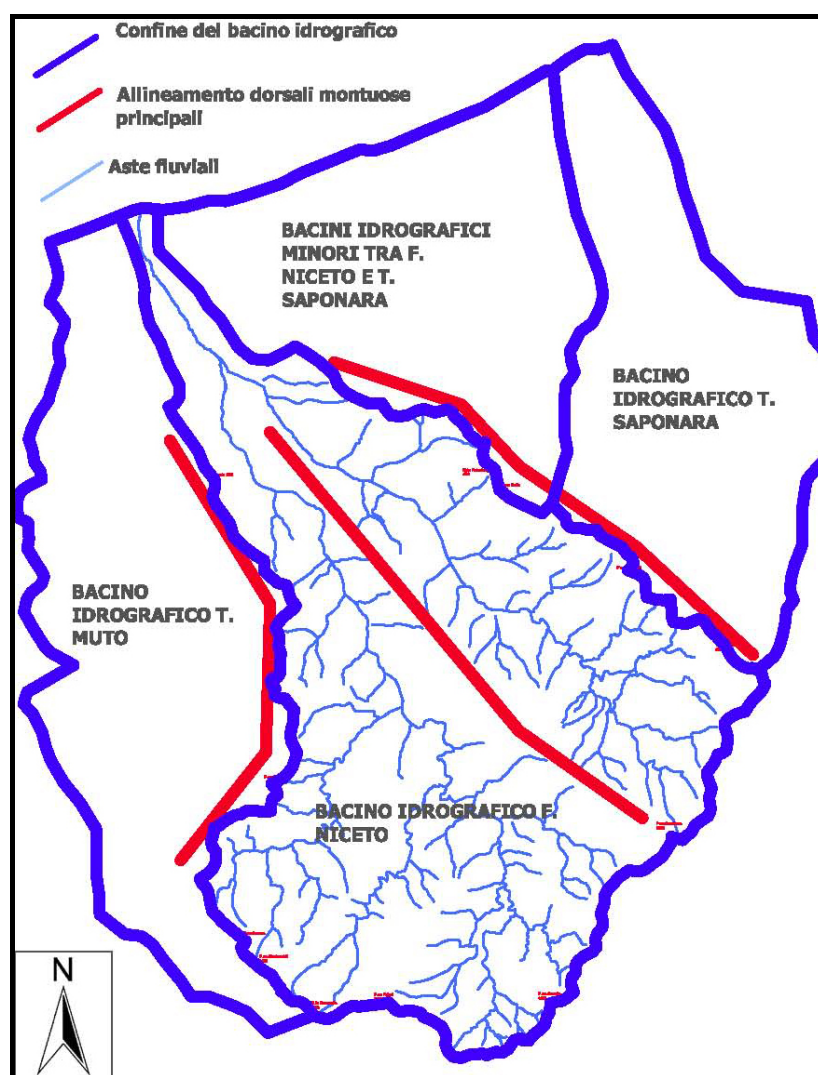 Confine del bacino idrografico
Allineamento dorsali montuose
principali
Aste fluviali
BACINI IDROGRAFICI
MINORI TRA F.
NICETO E T.
SAPONARA
BACINO
IDROGRAFICO T.
SAPONARA
BACINO
IDROGRAFICO T.
MUTO
BACINO IDROGRAFICO F.
NICETO
N